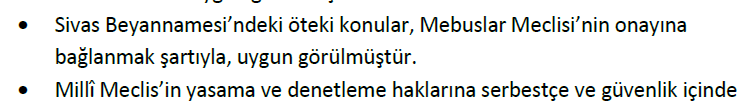 • Sivas Beyannamesi’ndeki öteki konular, Mebuslar Meclisi’nin onayına
bağlanmak şartıyla, uygun görülmüştür.
• Millî Meclis’in yasama ve denetleme haklarına serbestçe ve güvenlik içinde